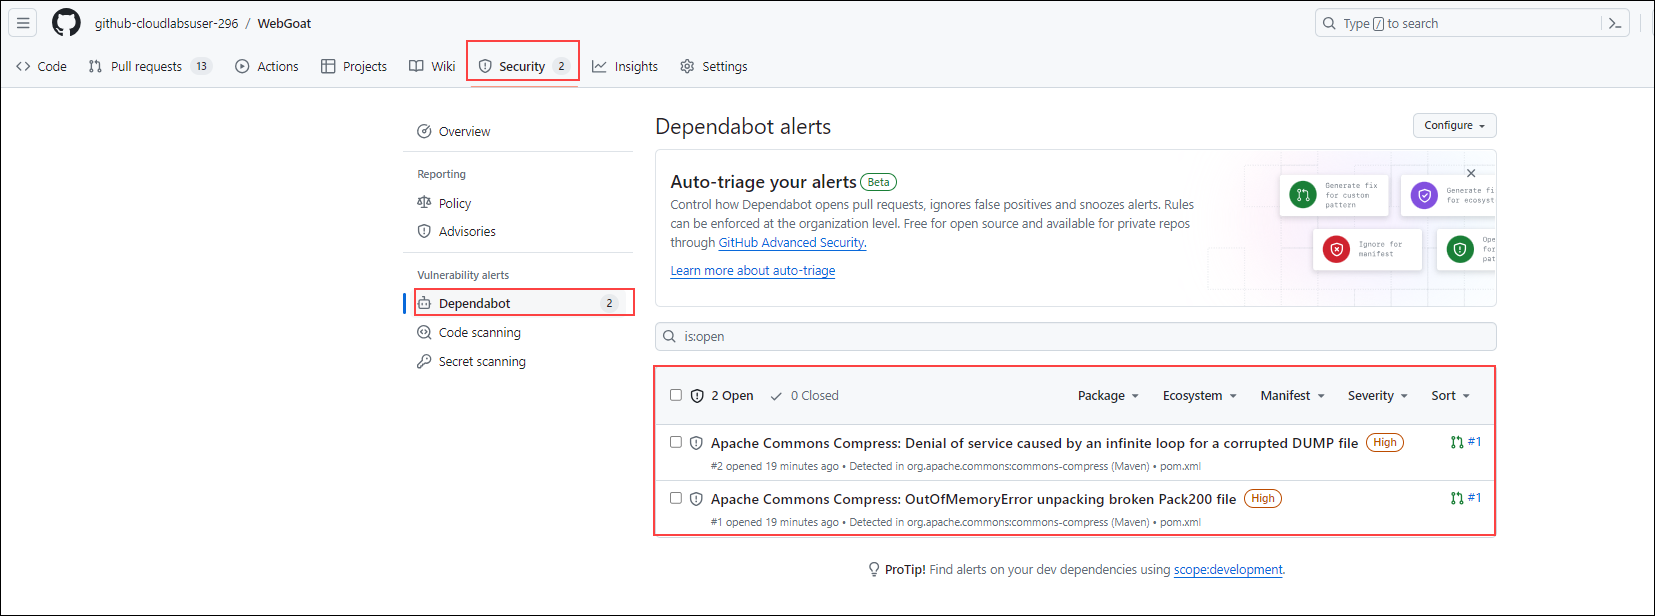 github-cloudlabsuser-296 / WebGoat
Type / to search
Code
Pull requests 13
Actions
Projects
Wiki
Security 2
Insights
Settings
Overview
Reporting
Policy
Advisories
Vulnerability alerts
Dependabot 2
Code scanning
Secret scanning
Dependabot alerts
Configure
Auto-triage your alerts Beta
Control how Dependabot opens pull requests, ignores false positives and snoozes alerts. Rules
can be enforced at the organization level. Free for open source and available for private repos
through GitHub Advanced Security.
Learn more about auto-triage
Generate fix
for custom
pattern
Generate fi
for ecosyst
Ignore for
manifest
Ope
for
pat
is:open
2 Open 0 Closed
Package Ecosystem Manifest Severity Sort
Apache Commons Compress: Denial of service caused by an infinite loop for a corrupted DUMP file High #1
#2 opened 19 minutes ago • Detected in org.apache.commons:commons-compress (Maven) • pom.xml
Apache Commons Compress: OutOfMemoryError unpacking broken Pack200 file High #1
#1 opened 19 minutes ago • Detected in org.apache.commons:commons-compress (Maven) • pom.xml
ProTip! Find alerts on your dev dependencies using scope:development.